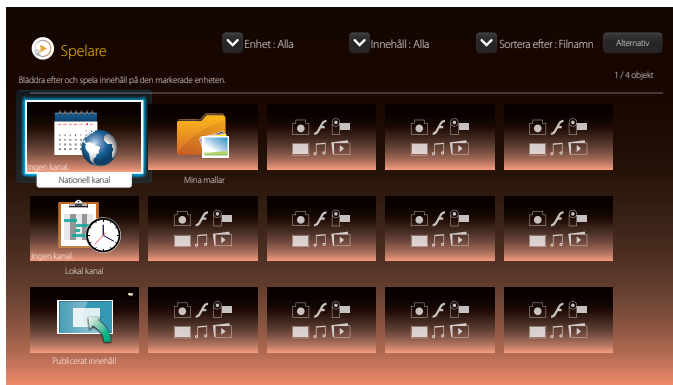 Spelare
Enhet : Alla
Innehåll : Alla
Sortera efter : Filnamn
Alternativ
Bläddra efter och spela innehåll på den markerade enheten.
1 / 4 objekt
Ingen kanal.
Nationell kanal
Mina mallar
Ingen kanal.
Lokal kanal
Publicerat innehåll